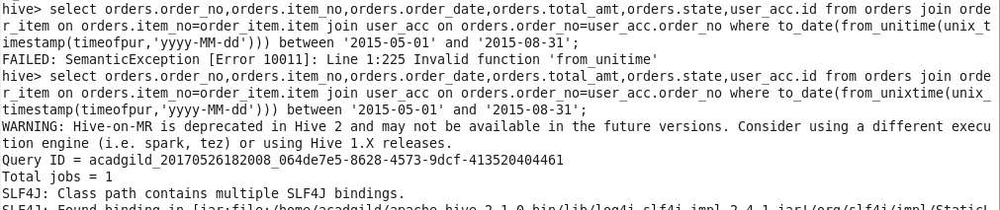 hive> select orders.order_no,orders.item_no,orders.order_date,orders.total_amt,orders.state,user_acc.id from orders join orde
r_item on orders.item_no=order_item.item join user_acc on orders.order_no=user_acc.order_no where to_date(from_unitime(unix_t
imestamp(timeofpur,'yyyy-MM-dd'))) between '2015-05-01' and '2015-08-31';
FAILED: SemanticException [Error 10011]: Line 1:225 Invalid function 'from_unitime'
hive> select orders.order_no,orders.item_no,orders.order_date,orders.total_amt,orders.state,user_acc.id from orders join orde
r_item on orders.item_no=order_item.item join user_acc on orders.order_no=user_acc.order_no where to_date(from_unixtime(unix_
timestamp(timeofpur,'yyyy-MM-dd'))) between '2015-05-01' and '2015-08-31';
WARNING: Hive-on-MR is deprecated in Hive 2 and may not be available in the future versions. Consider using a different execu
tion engine (i.e. spark, tez) or using Hive 1.X releases.
Query ID = acadgild_20170526182008_064de7e5-8628-4573-9dcf-413520404461
Total jobs = 1
SLF4J: Class path contains multiple SLF4J bindings.
SLF4J: Found binding in [jar:file:/home/acadgild/apache-hive-2.1.0-bin/lib/log4j-slf4j-impl-2.4.1.jar!/org/slf4j/impl/StaticL